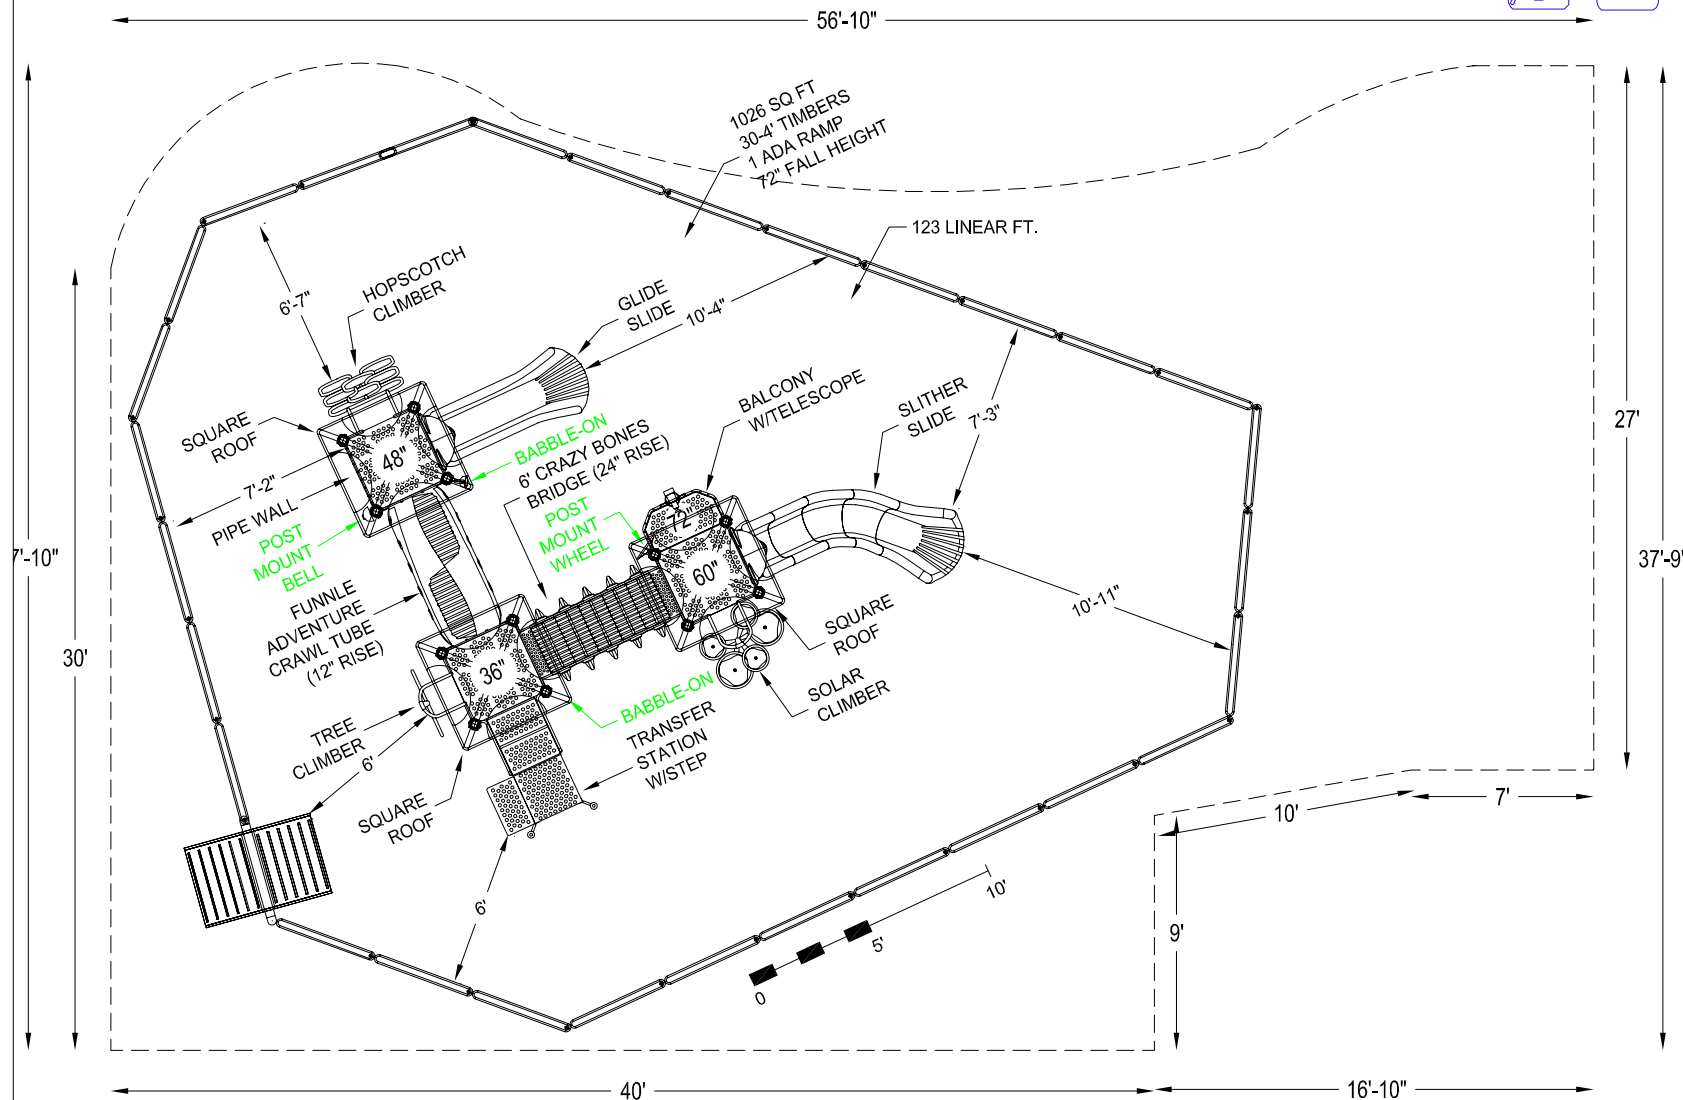 56'-10"
1026 SQ FT
30-4' TIMBERS
1 ADA RAMP
72" FALL HEIGHT
123 LINEAR FT.
HOPSCOTCH
CLIMBER
6'-7"
GLIDE
SLIDE
10'-4"
BALCONY
W/TELESCOPE
SLITHER
SLIDE
7'-3"
27'
SQUARE
ROOF
48"
BABBLE-ON
6' CRAZY BONES
BRIDGE (24" RISE)
7'-2"
PIPE WALL
POST
MOUNT
BELL
POST
MOUNT
WHEEL
72"
60"
7'-10"
37'-9"
FUNNLE
ADVENTURE
CRAWL TUBE
(12" RISE)
10'-11"
SQUARE
ROOF
30'
36"
SOLAR
CLIMBER
BABBLE-ON
TRANSFER
STATION
W/STEP
TREE
CLIMBER
6'
SQUARE
ROOF
7'
10'
6'
10'
5'
0
9'
40'
16'-10"